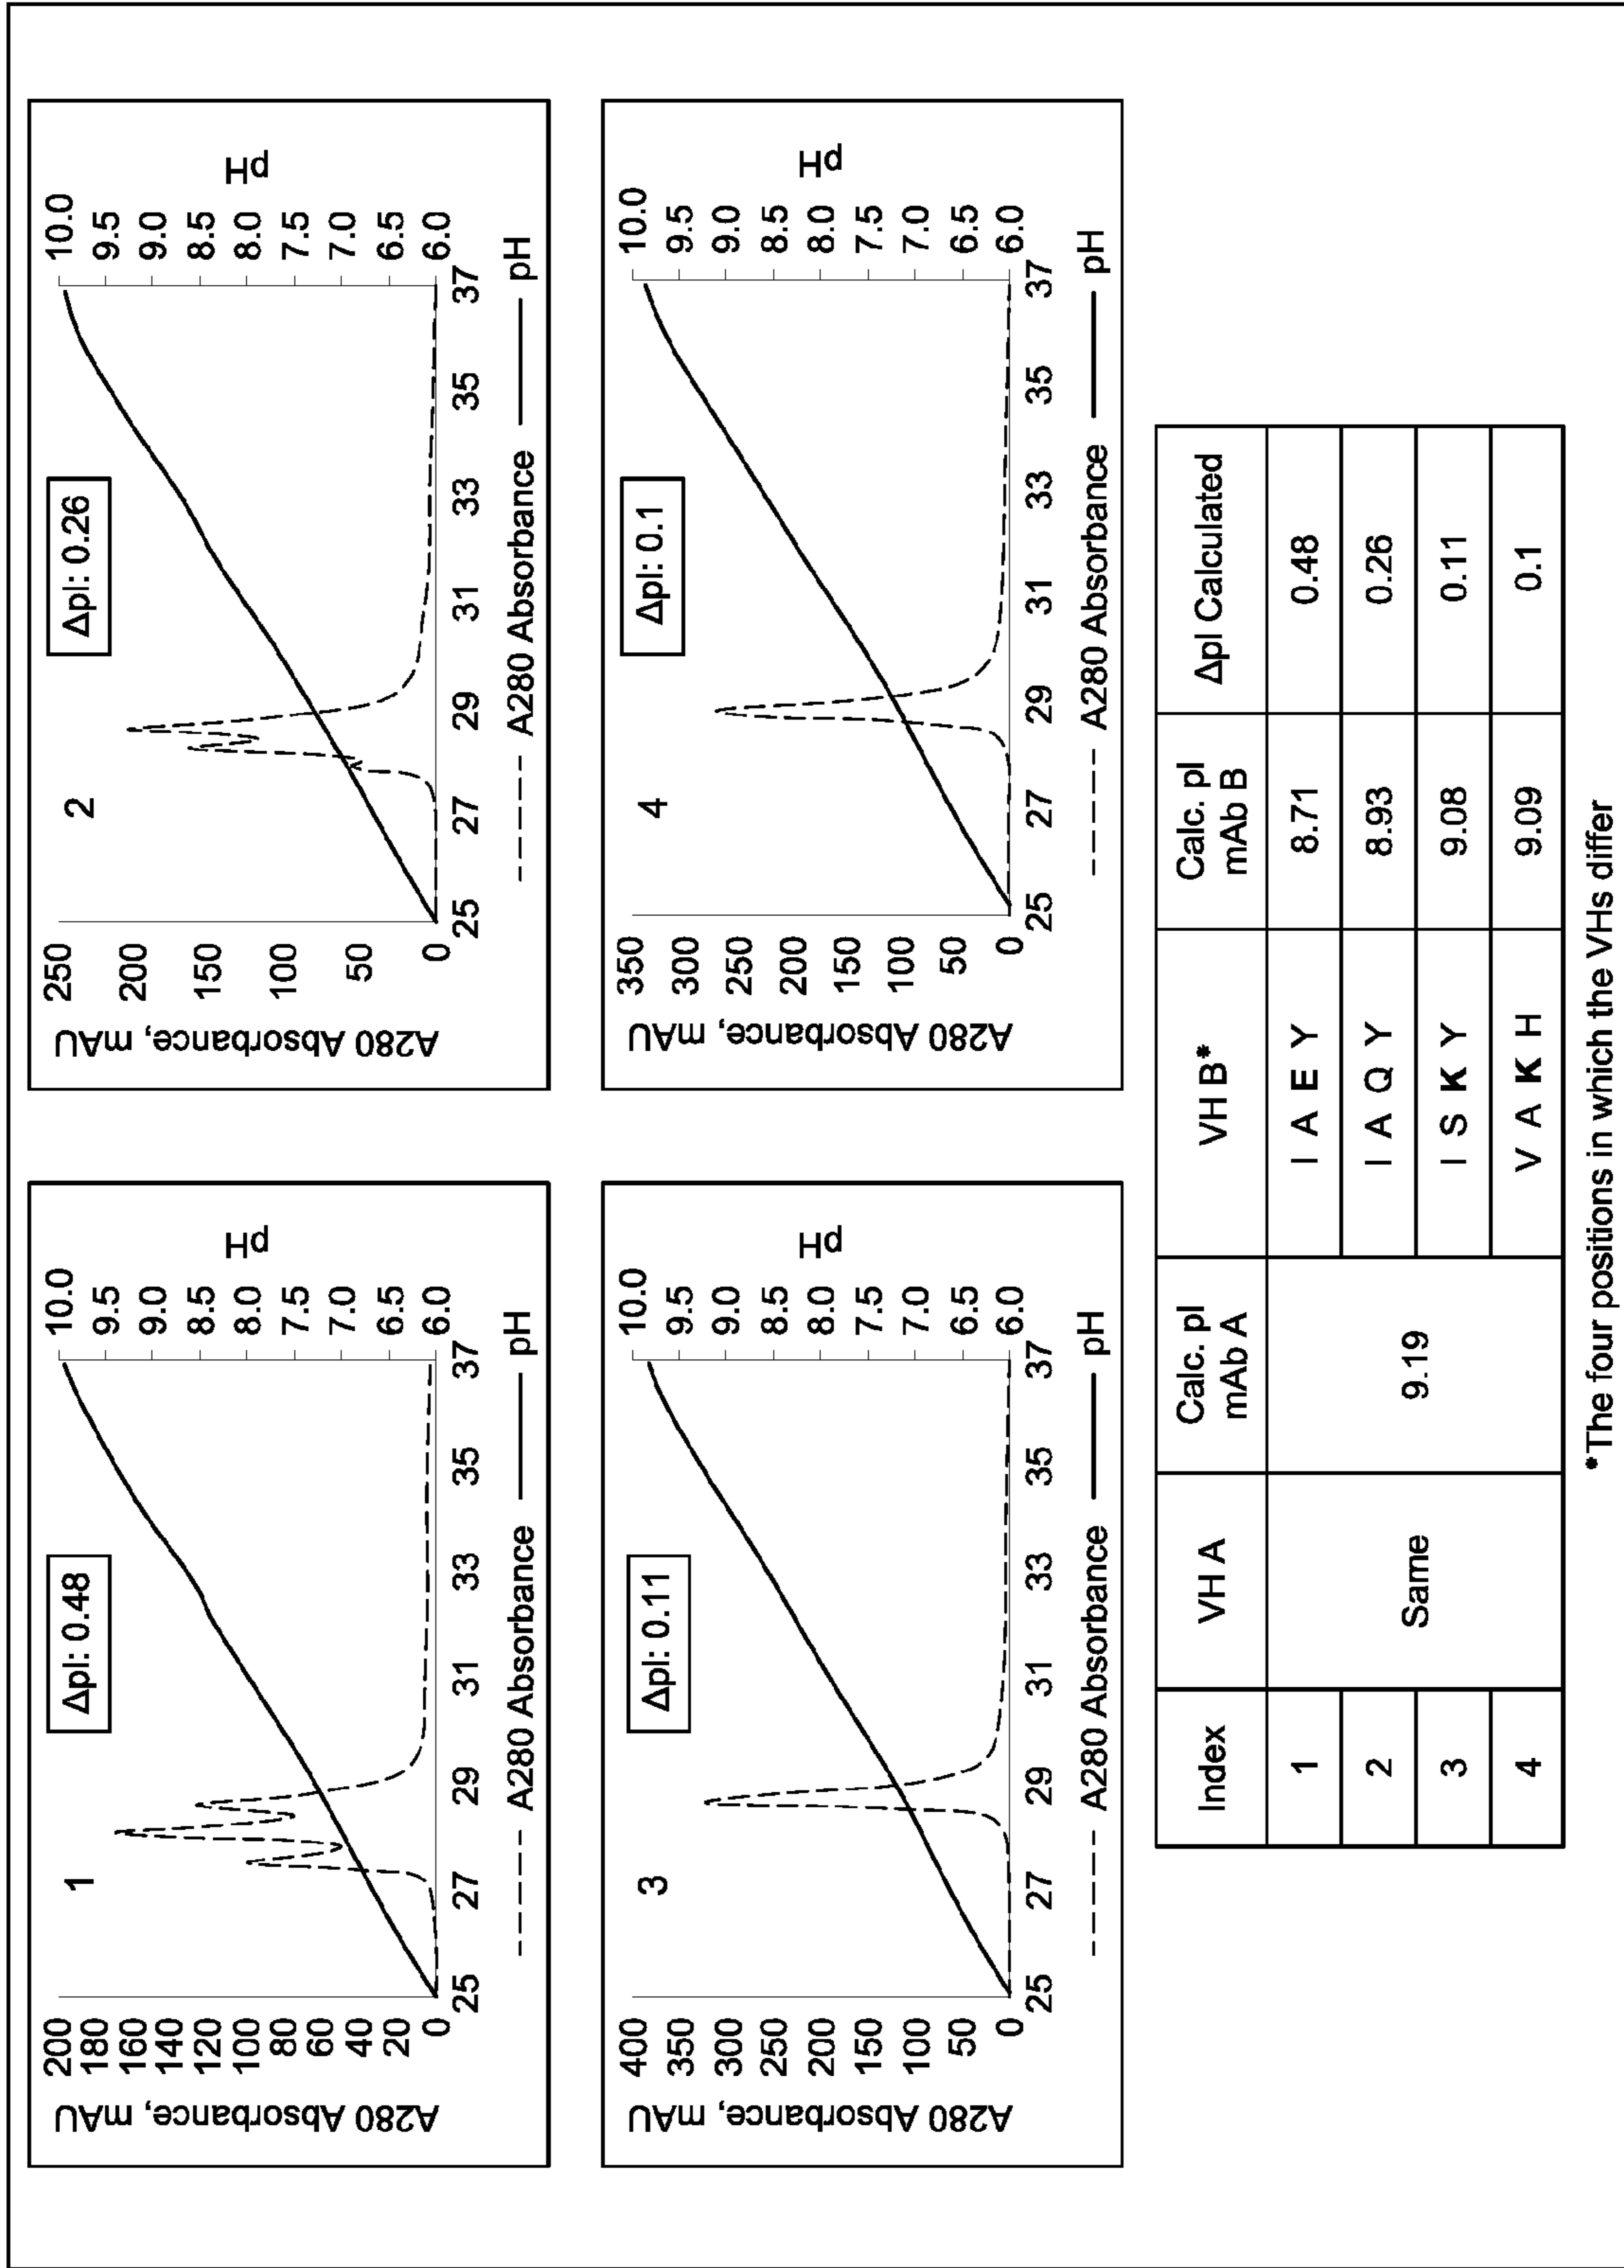 1
ΔpI: 0.48
A280 Absorbance, mAU
200
180
160
140
120
100
80
60
40
20
0
pH
10.0
9.5
9.0
8.5
8.0
7.5
7.0
6.5
6.0
25 27 29 31 33 35 37
A280 Absorbance pH
2
ΔpI: 0.26
A280 Absorbance, mAU
250
200
150
100
50
0
pH
10.0
9.5
9.0
8.5
8.0
7.5
7.0
6.5
6.0
25 27 29 31 33 35 37
A280 Absorbance pH
3
ΔpI: 0.11
A280 Absorbance, mAU
400
350
300
250
200
150
100
50
0
pH
10.0
9.5
9.0
8.5
8.0
7.5
7.0
6.5
6.0
25 27 29 31 33 35 37
A280 Absorbance pH
4
ΔpI: 0.1
A280 Absorbance, mAU
350
300
250
200
150
100
50
0
pH
10.0
9.5
9.0
8.5
8.0
7.5
7.0
6.5
6.0
25 27 29 31 33 35 37
A280 Absorbance pH
Index VH A Calc. pI mAb A VH B* Calc. pI mAb B ΔpI Calculated
1 Same 9.19 I A E Y 8.71 0.48
2 I A Q Y 8.93 0.26
3 I S K Y 9.08 0.11
4 V A K H 9.09 0.1
*The four positions in which the VHs differ